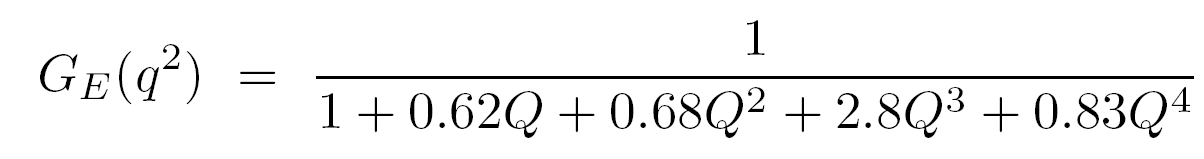 G_E(q^2) = \frac{1}{1 + 0.62Q + 0.68Q^2 + 2.8Q^3 + 0.83Q^4}